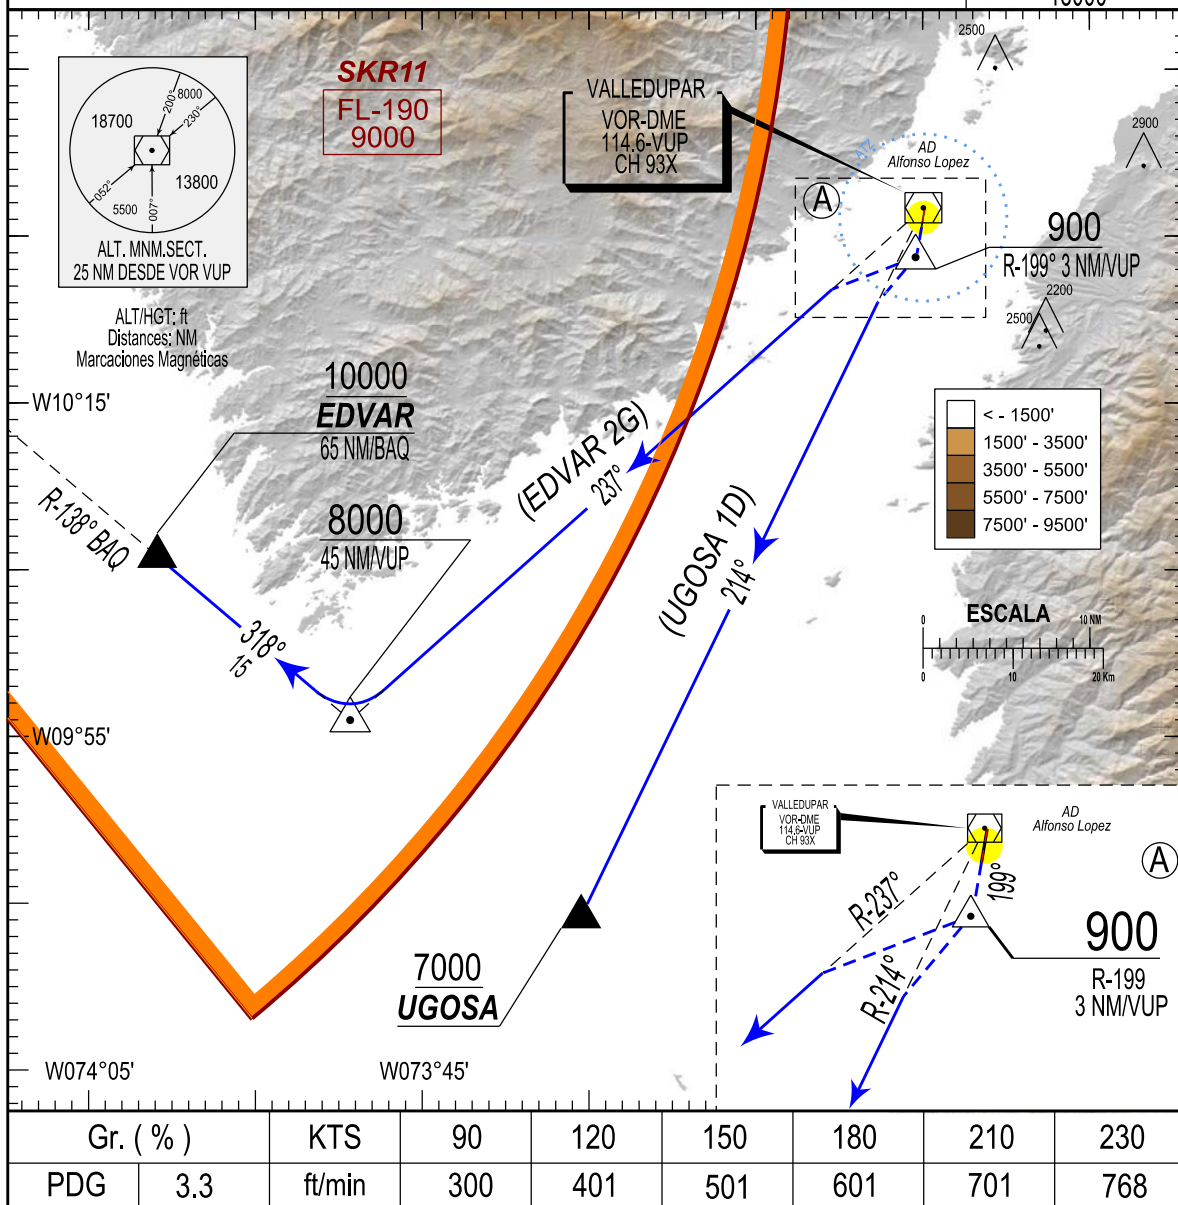 2500
2900
SKR11
FL-190
9000
VALLEDUPAR
VOR-DME
114.6-VUP
CH 93X
ATZ
AD
Alfonso Lopez
A
900
R-199° 3 NM/VUP
2200
2500
18700
200°
8000
230°
13800
052°
5500
007°
ALT. MNM.SECT.
25 NM DESDE VOR VUP
ALT/HGT: ft
Distances: NM
Marcaciones Magnéticas
W10°15'
10000
EDVAR
65 NM/BAQ
R-138° BAQ
8000
45 NM/VUP
(EDVAR 2G)
237°
(UGOSA 1D)
214°
318°
15
< - 1500'
1500' - 3500'
3500' - 5500'
5500' - 7500'
7500' - 9500'
ESCALA
0
10 NM
0
10
20 Km
W09°55'
7000
UGOSA
W074°05'
W073°45'
VALLEDUPAR
VOR-DME
114.6-VUP
CH 93X
AD
Alfonso Lopez
A
R-237°
R-214°
199°
900
R-199
3 NM/VUP
Gr. ( % ) KTS 90 120 150 180 210 230
PDG 3.3 ft/min 300 401 501 601 701 768